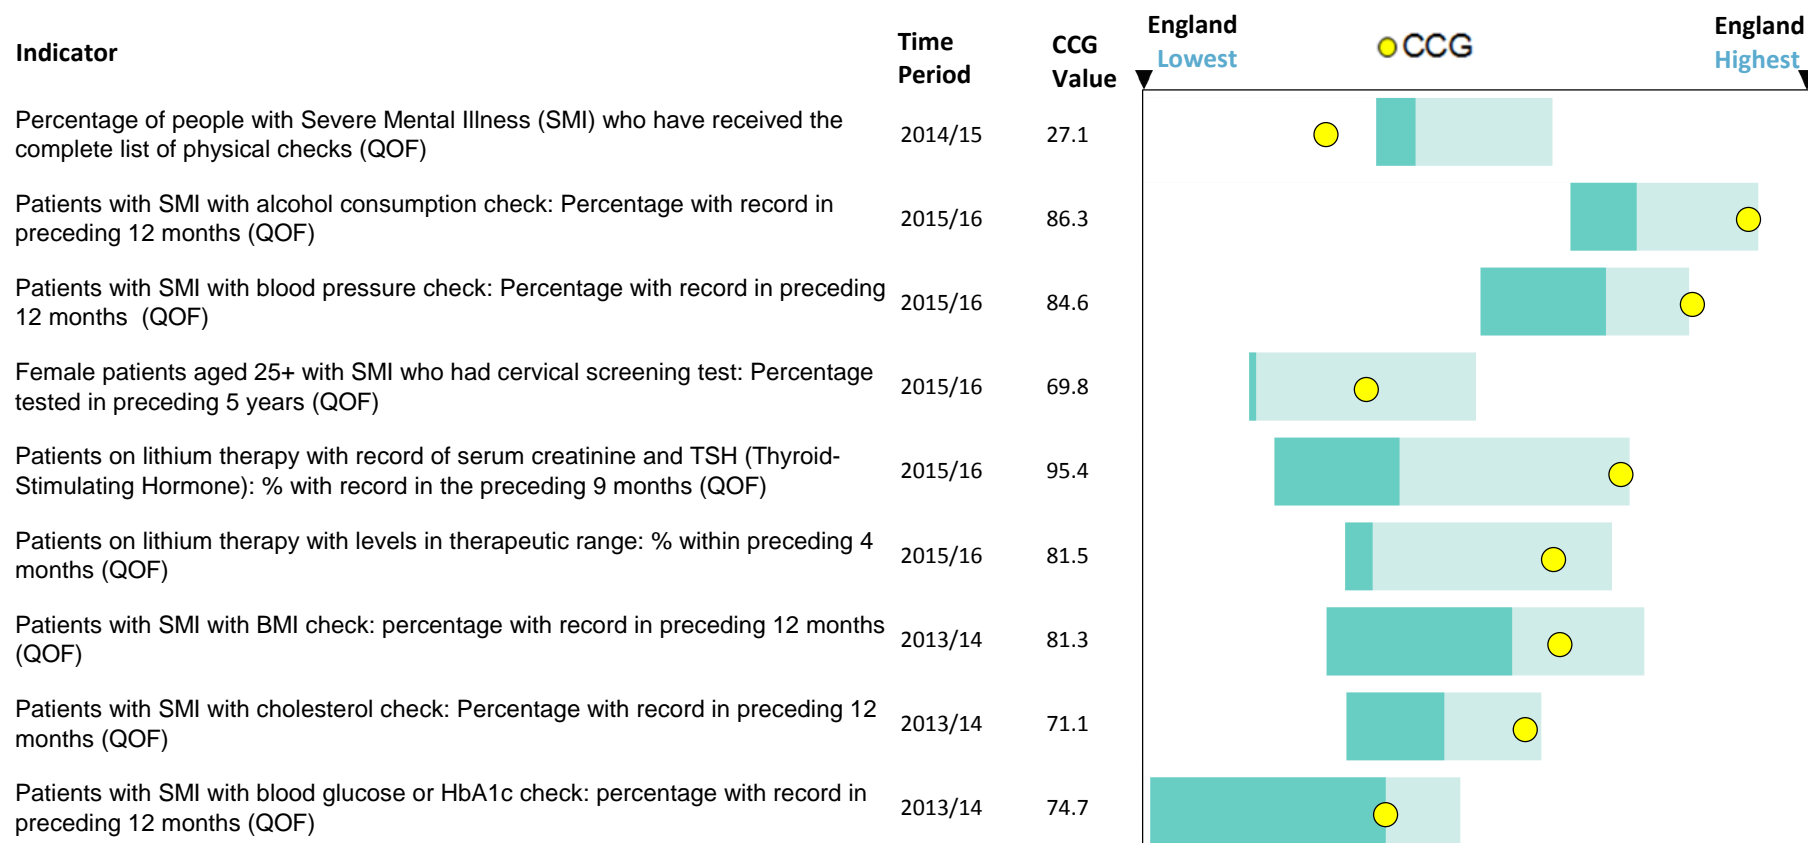 Indicator
Time
Period
CCG
Value
England
Lowest
CCG
England
Highest
Percentage of people with Severe Mental Illness (SMI) who have received the
complete list of physical checks (QOF)
2014/15
27.1
Patients with SMI with alcohol consumption check: Percentage with record in
preceding 12 months (QOF)
2015/16
86.3
Patients with SMI with blood pressure check: Percentage with record in preceding
12 months  (QOF)
2015/16
84.6
Female patients aged 25+ with SMI who had cervical screening test: Percentage
tested in preceding 5 years (QOF)
2015/16
69.8
Patients on lithium therapy with record of serum creatinine and TSH (Thyroid-
Stimulating Hormone): % with record in the preceding 9 months (QOF)
2015/16
95.4
Patients on lithium therapy with levels in therapeutic range: % within preceding 4
months (QOF)
2015/16
81.5
Patients with SMI with BMI check: percentage with record in preceding 12 months
(QOF)
2013/14
81.3
Patients with SMI with cholesterol check: Percentage with record in preceding 12
months (QOF)
2013/14
71.1
Patients with SMI with blood glucose or HbA1c check: percentage with record in
preceding 12 months (QOF)
2013/14
74.7